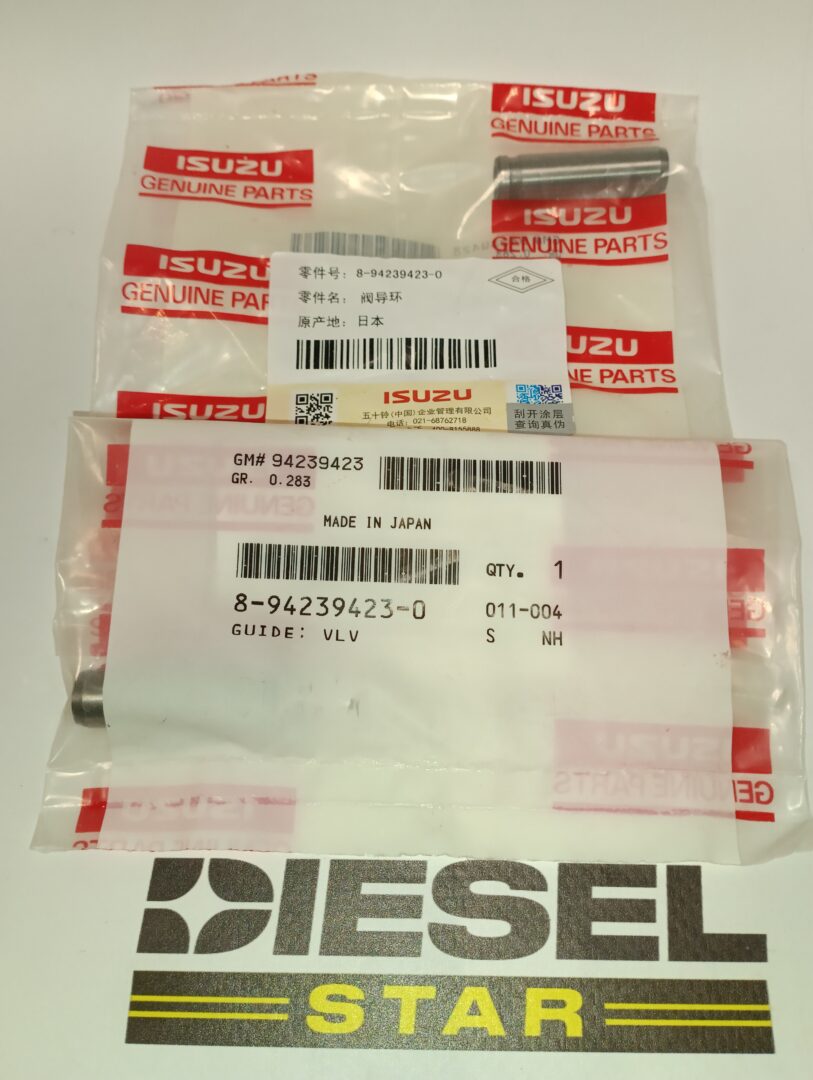 ISUZU
GENUINE PARTS
ISUZU
GENUINE PARTS
ISUZU
GENUINE PARTS
ISUZU
GENUINE PARTS
UZU
NE PARTS
ISUZU
零件号: 8-94239423-0
合格
零件名: 阀导环
原产地: 日本
ISUZU
五十铃(中国)企业管理有限公司
电话: 021-68762718
400-8155888
刮开涂层
查询真伪
GM# 94239423
GR. 0.283
MADE IN JAPAN
QTY. 1
8-94239423-0 011-004
GUIDE: VLV S NH
DIESEL
STAR